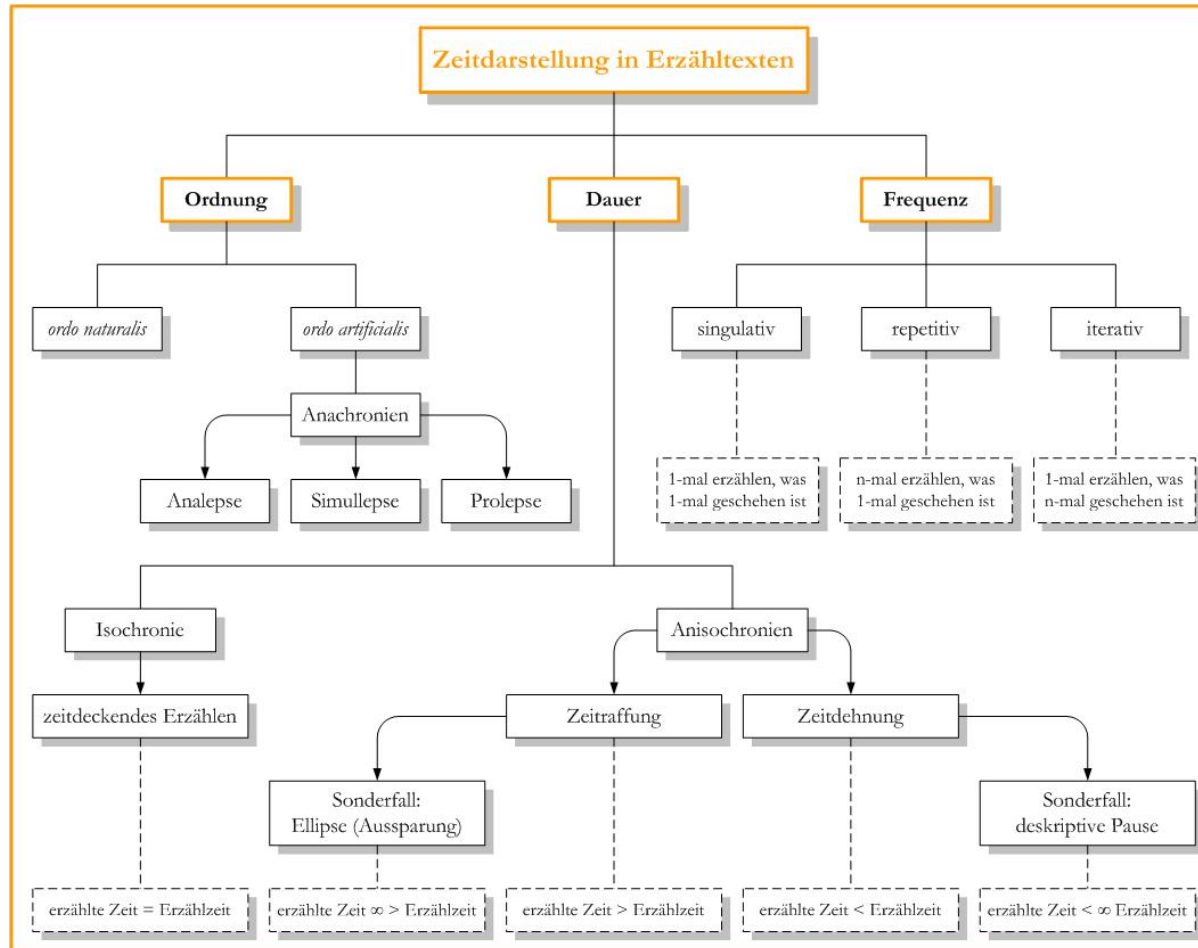 Zeitdarstellung in Erzähltexten
Ordnung
Dauer
Frequenz
ordo naturalis
ordo artificialis
singulativ
repetitiv
iterativ
Anachronien
Analepse
Simullepse
Prolepse
1-mal erzählen, was
1-mal geschehen ist
n-mal erzählen, was
1-mal geschehen ist
1-mal erzählen, was
n-mal geschehen ist
Isochronie
Anisochronien
zeitdeckendes Erzählen
Zeitraffung
Zeitdehnung
Sonderfall:
Ellipse (Aussparung)
Sonderfall:
deskriptive Pause
erzählte Zeit = Erzählzeit
erzählte Zeit ∞ > Erzählzeit
erzählte Zeit > Erzählzeit
erzählte Zeit < Erzählzeit
erzählte Zeit < ∞ Erzählzeit